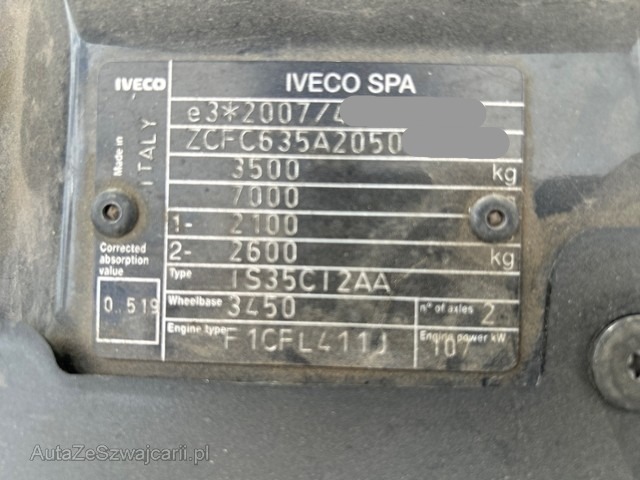 IVECO IVECO SPA
e3*2007/4
ZCFC635A2050
Made in ITALY
3500 kg
7000
1- 2100
2- 2600 kg
Corrected absorption value
0.519
Type IS35CI2AA
Wheelbase 3450 n° of axles 2
Engine type F1CFL411J Engine power kW 107
AutaZeSzwajcarii.pl